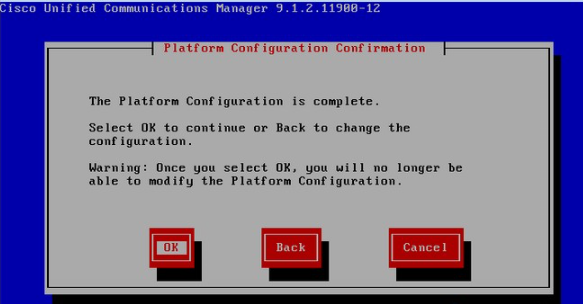 Cisco Unified Communications Manager 9.1.2.11900-12
Platform Configuration Confirmation
The Platform Configuration is complete.
Select OK to continue or Back to change the
configuration.
Warning: Once you select OK, you will no longer be
able to modify the Platform Configuration.
OK
Back
Cancel